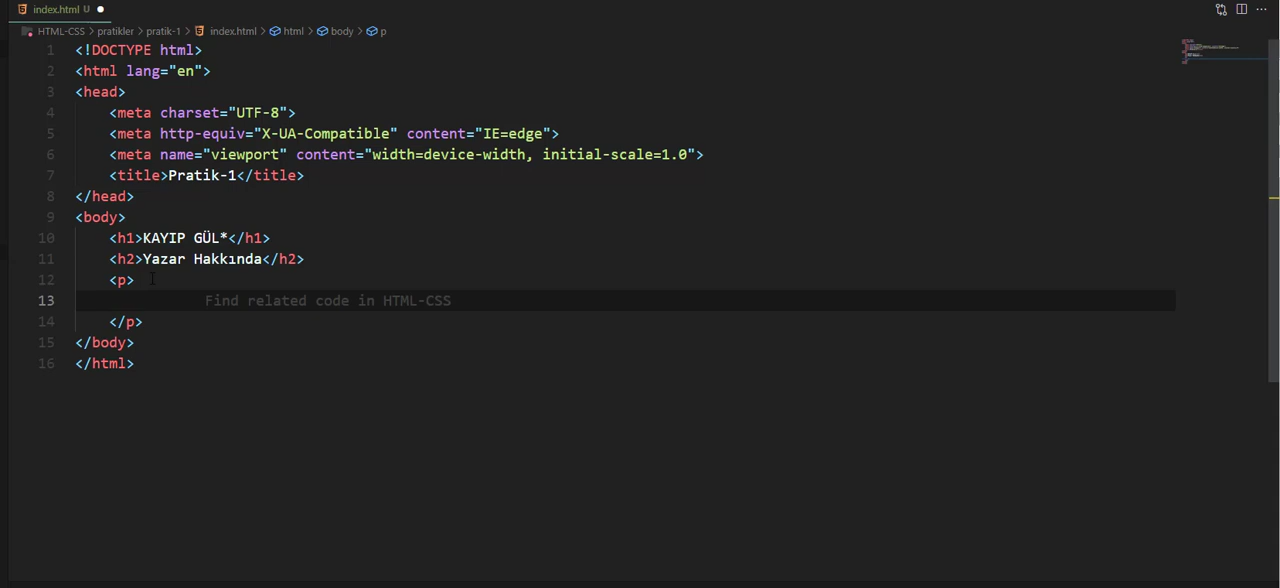 index.html U
HTML-CSS > pratikler > pratik-1 > index.html > html > body > p
1 <!DOCTYPE html>
2 <html lang="en">
3 <head>
4 <meta charset="UTF-8">
5 <meta http-equiv="X-UA-Compatible" content="IE=edge">
6 <meta name="viewport" content="width=device-width, initial-scale=1.0">
7 <title>Pratik-1</title>
8 </head>
9 <body>
10 <h1>KAYIP GÜL*</h1>
11 <h2>Yazar Hakkında</h2>
12 <p>
13 Find related code in HTML-CSS
14 </p>
15 </body>
16 </html>